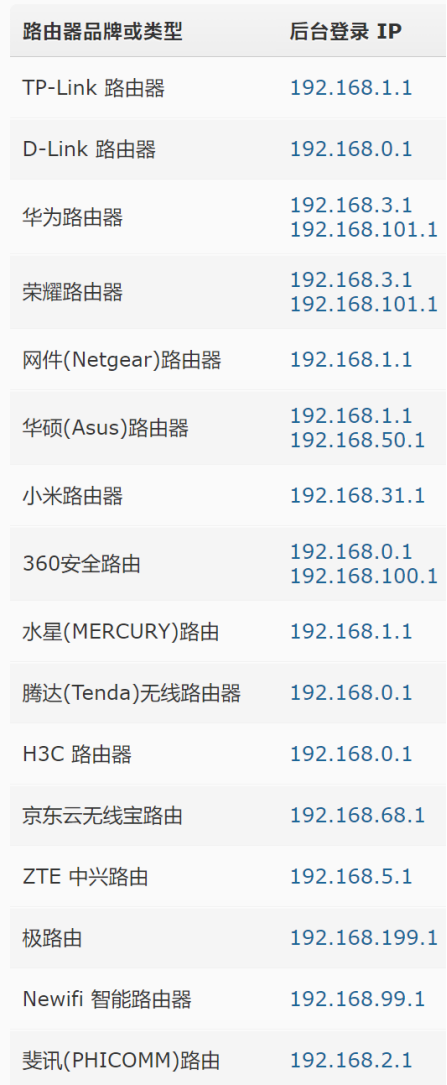 路由器品牌或类型 后台登录 IP
TP-Link 路由器 192.168.1.1
D-Link 路由器 192.168.0.1
华为路由器 192.168.3.1
192.168.101.1
荣耀路由器 192.168.3.1
192.168.101.1
网件(Netgear)路由器 192.168.1.1
华硕(Asus)路由器 192.168.1.1
192.168.50.1
小米路由器 192.168.31.1
360安全路由 192.168.0.1
192.168.100.1
水星(MERCURY)路由 192.168.1.1
腾达(Tenda)无线路由器 192.168.0.1
H3C 路由器 192.168.0.1
京东云无线宝路由 192.168.68.1
ZTE 中兴路由 192.168.5.1
极路由 192.168.199.1
Newifi 智能路由器 192.168.99.1
斐讯(PHICOMM)路由 192.168.2.1